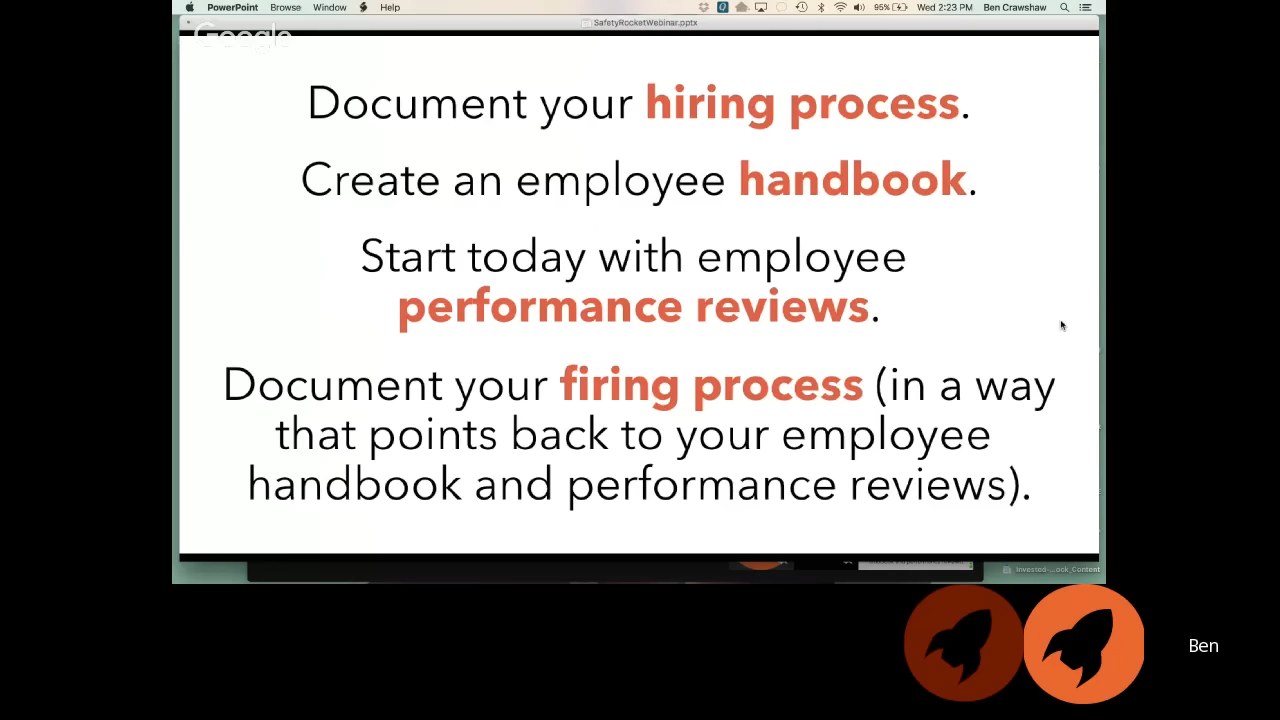 PowerPoint Browse Window Help 95% Wed 2:23 PM Ben Crawshaw
SafetyRocketWebinar.pptx
Google
Document your hiring process.
Create an employee handbook.
Start today with employee
performance reviews.
Document your firing process (in a way
that points back to your employee
handbook and performance reviews).
Invested-...ook_Content
Ben